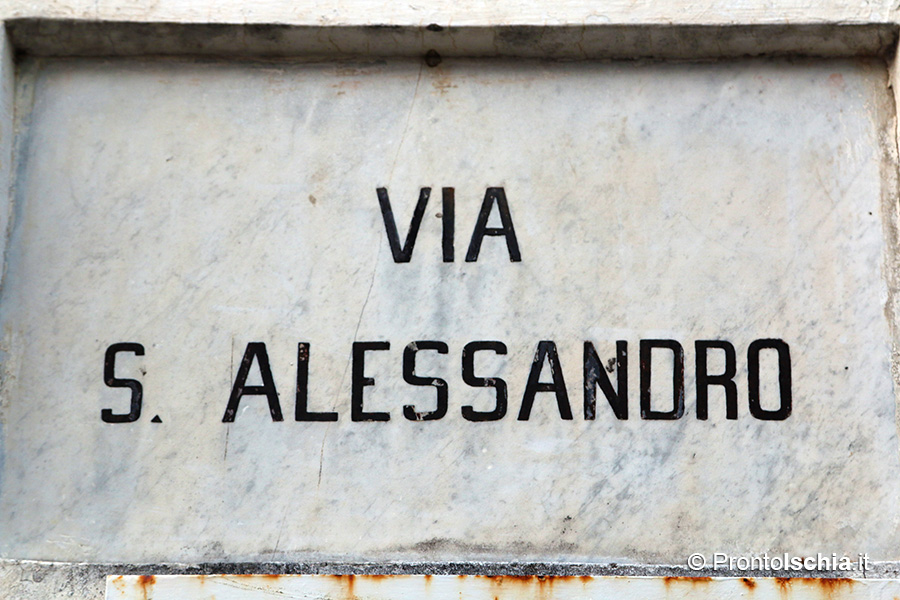 VIA
S. ALESSANDRO
© ProntoIschia.it